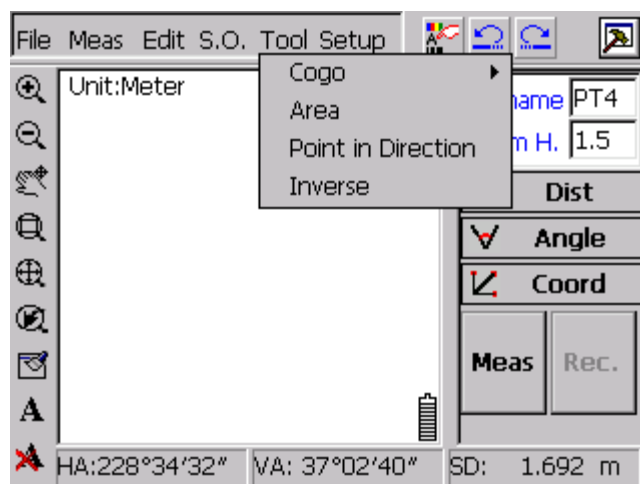 File Meas Edit S.O. Tool Setup
Unit:Meter
Cogo
Area
Point in Direction
Inverse
name PT4
m H. 1.5
Dist
Angle
Coord
Meas Rec.
A
A
HA:228°34'32" VA: 37°02'40" SD: 1.692 m